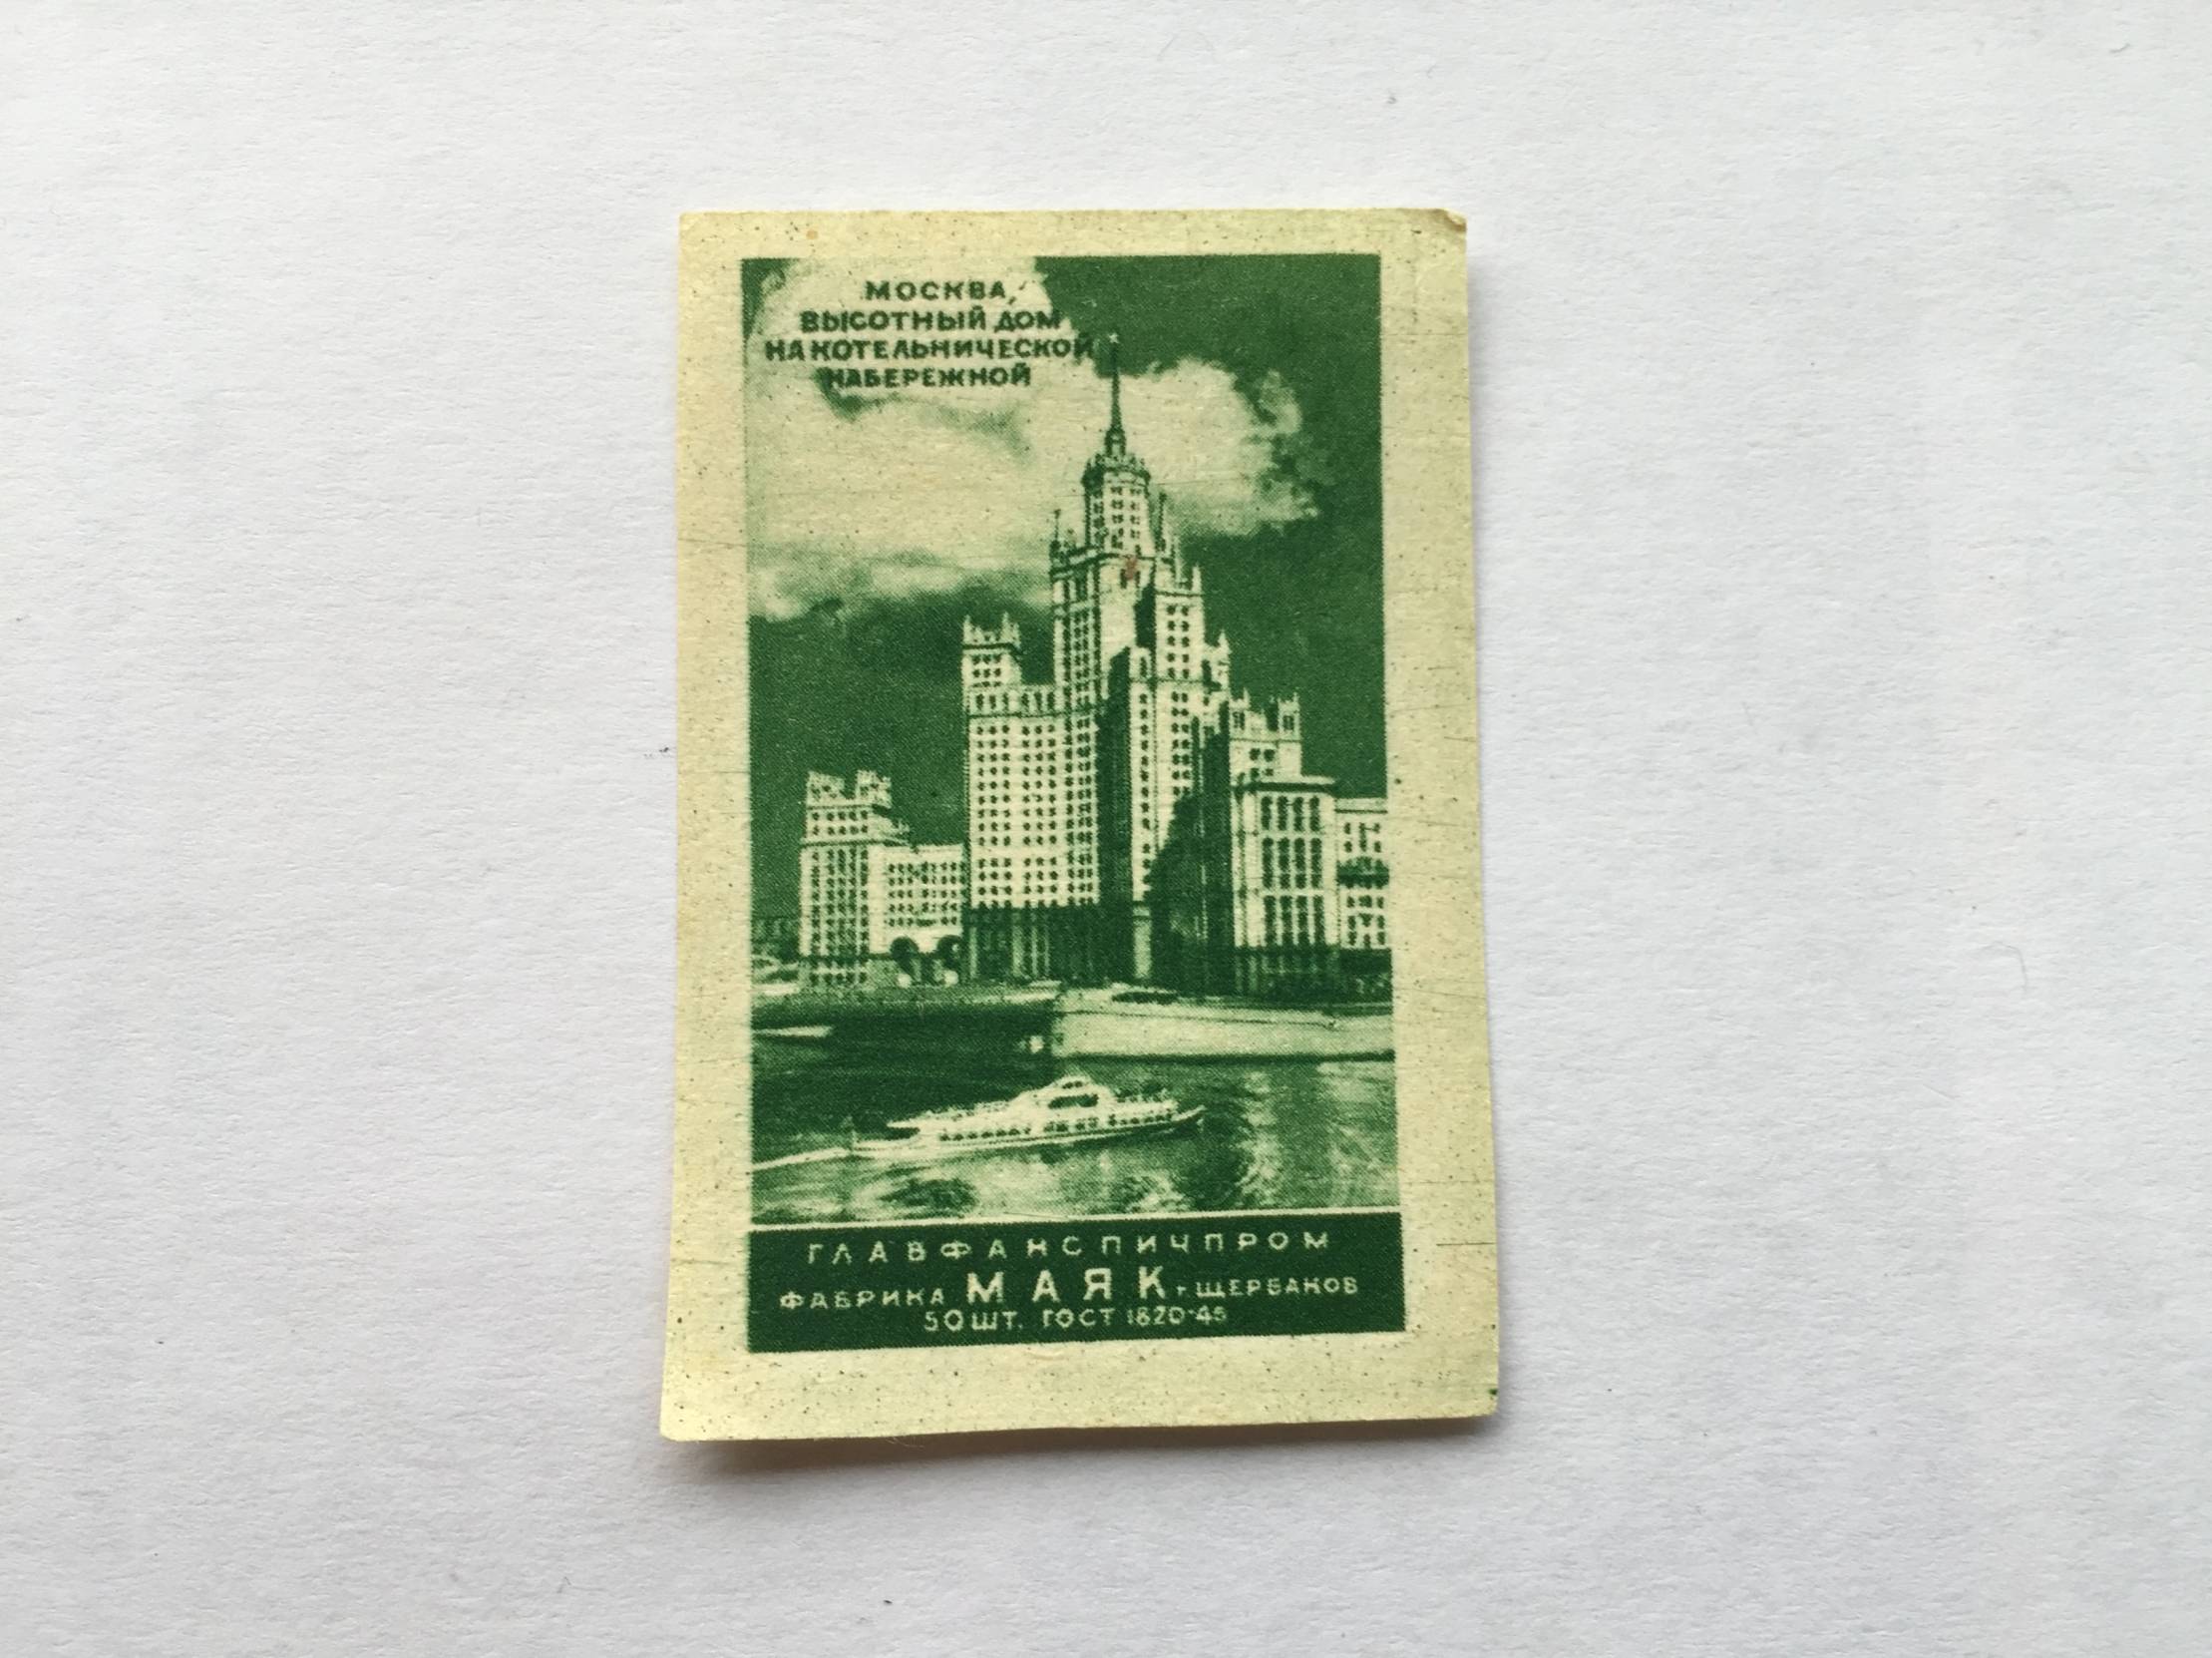 МОСКВА,
ВЫСОТНЫЙ ДОМ
НА КОТЕЛЬНИЧЕСКОЙ
НАБЕРЕЖНОЙ
ГЛАВФАНСПИЧПРОМ
ФАБРИКА МАЯК г. ЩЕРБАКОВ
50 ШТ. ГОСТ 1820-45